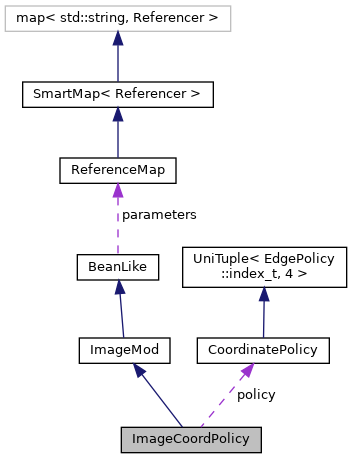 map< std::string, Referencer >
SmartMap< Referencer >
ReferenceMap
parameters
BeanLike
UniTuple< EdgePolicy
::index_t, 4 >
ImageMod
CoordinatePolicy
policy
ImageCoordPolicy